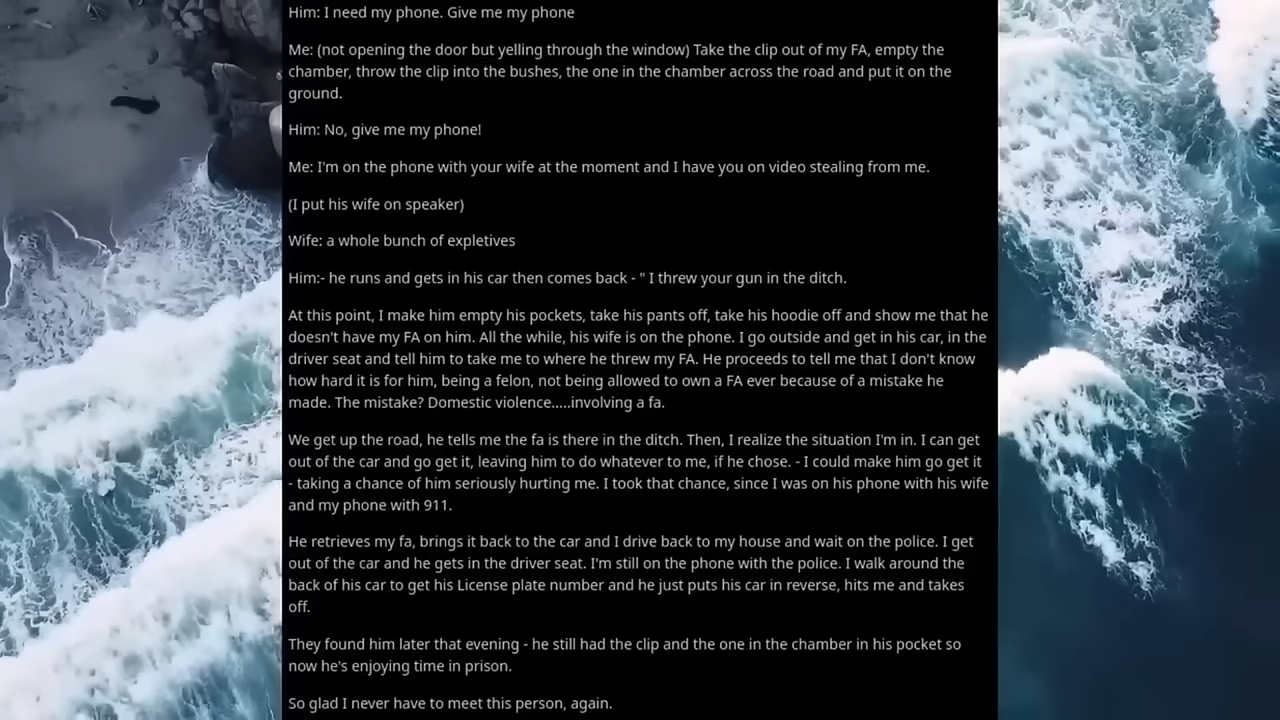 Him: I need my phone. Give me my phone
Me: (not opening the door but yelling through the window) Take the clip out of my FA, empty the
chamber, throw the clip into the bushes, the one in the chamber across the road and put it on the
ground.
Him: No, give me my phone!
Me: I'm on the phone with your wife at the moment and I have you on video stealing from me.
(I put his wife on speaker)
Wife: a whole bunch of expletives
Him:- he runs and gets in his car then comes back - " I threw your gun in the ditch.
At this point, I make him empty his pockets, take his pants off, take his hoodie off and show me that he
doesn't have my FA on him. All the while, his wife is on the phone. I go outside and get in his car, in the
driver seat and tell him to take me to where he threw my FA. He proceeds to tell me that I don't know
how hard it is for him, being a felon, not being allowed to own a FA ever because of a mistake he
made. The mistake? Domestic violence.....involving a fa.
We get up the road, he tells me the fa is there in the ditch. Then, I realize the situation I'm in. I can get
out of the car and go get it, leaving him to do whatever to me, if he chose. - I could make him go get it
- taking a chance of him seriously hurting me. I took that chance, since I was on his phone with his wife
and my phone with 911.
He retrieves my fa, brings it back to the car and I drive back to my house and wait on the police. I get
out of the car and he gets in the driver seat. I'm still on the phone with the police. I walk around the
back of his car to get his License plate number and he just puts his car in reverse, hits me and takes
off.
They found him later that evening - he still had the clip and the one in the chamber in his pocket so
now he's enjoying time in prison.
So glad I never have to meet this person, again.